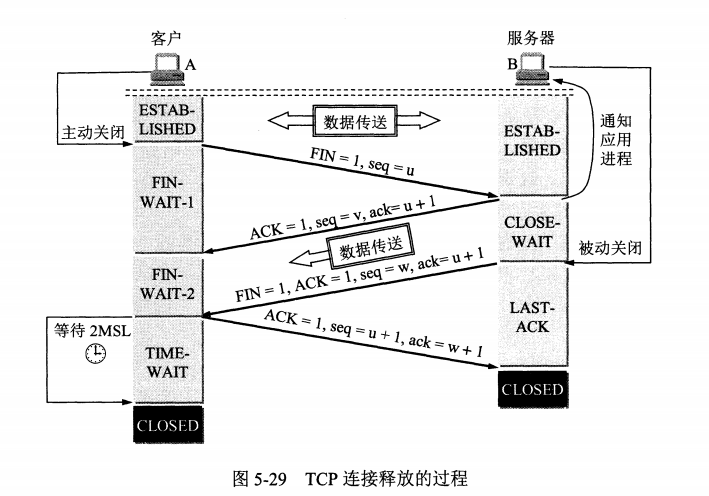 客户
服务器
A
B
ESTAB-
LISHED
数据传送
ESTAB-
LISHED
通知
应用
进程
主动关闭
FIN = 1, seq = u
FIN-
WAIT-1
ACK = 1, seq = v, ack= u + 1
CLOSE-
WAIT
数据传送
被动关闭
FIN-
WAIT-2
FIN = 1, ACK = 1, seq = w, ack= u + 1
LAST-
ACK
ACK = 1, seq = u + 1, ack = w + 1
等待 2MSL
TIME-
WAIT
CLOSED
CLOSED
图 5-29 TCP 连接释放的过程